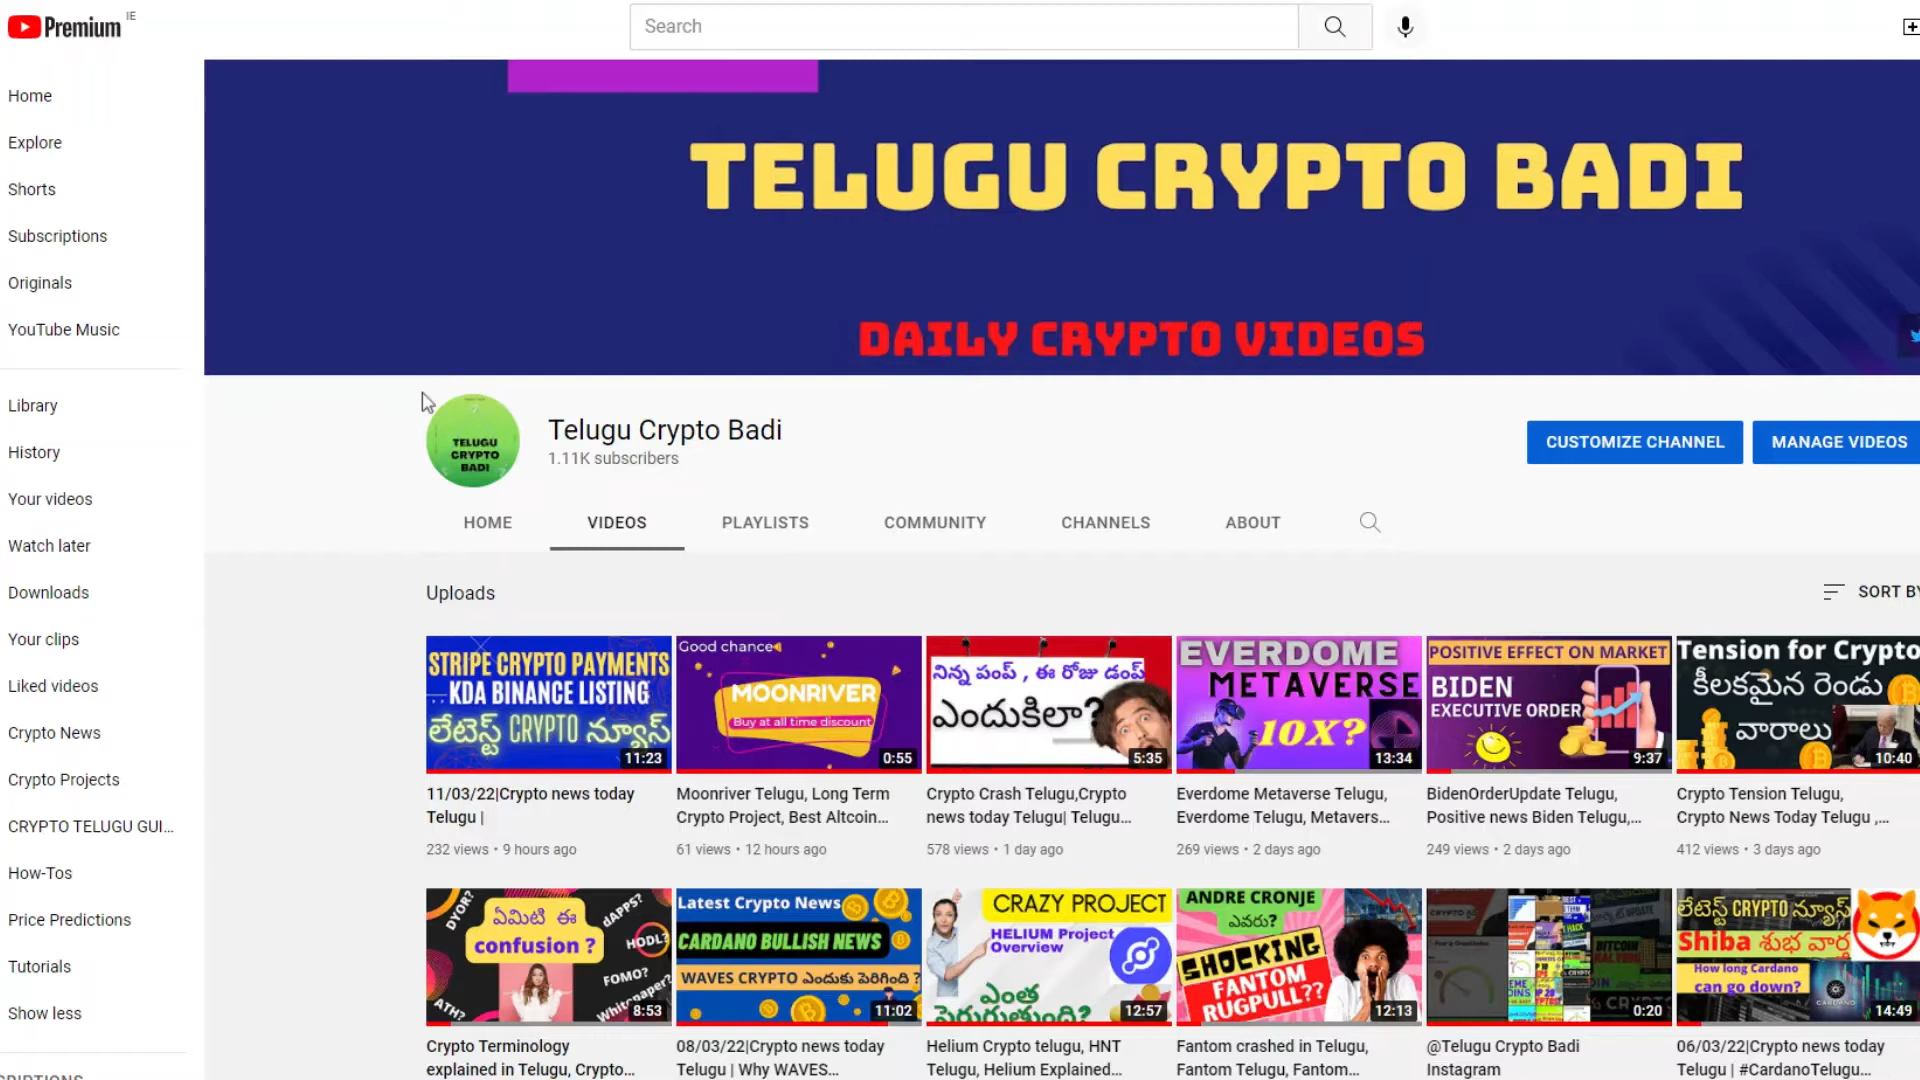 Premium IE
Search
Home
Explore
Shorts
Subscriptions
Originals
YouTube Music
Library
History
Your videos
Watch later
Downloads
Your clips
Liked videos
Crypto News
Crypto Projects
CRYPTO TELUGU GUI...
How-Tos
Price Predictions
Tutorials
Show less
TELUGU CRYPTO BADI
DAILY CRYPTO VIDEOS
TELUGU
CRYPTO
BADI
Telugu Crypto Badi
1.11K subscribers
CUSTOMIZE CHANNEL
MANAGE VIDEOS
HOME VIDEOS PLAYLISTS COMMUNITY CHANNELS ABOUT
Uploads
SORT BY
STRIPE CRYPTO PAYMENTS
KDA BINANCE LISTING
లేటెస్ట్ CRYPTO న్యూస్
11:23
11/03/22|Crypto news today
Telugu |
232 views • 9 hours ago
Good chance
MOONRIVER
Buy at all time discount
0:55
Moonriver Telugu, Long Term
Crypto Project, Best Altcoin...
61 views • 12 hours ago
నిన్న పంప్ , ఈ రోజు డంప్
ఎందుకిలా?
5:35
Crypto Crash Telugu,Crypto
news today Telugu| Telugu...
578 views • 1 day ago
EVERDOME
METAVERSE
10X?
13:34
Everdome Metaverse Telugu,
Everdome Telugu, Metavers...
269 views • 2 days ago
POSITIVE EFFECT ON MARKET
BIDEN
EXECUTIVE ORDER
9:37
BidenOrderUpdate Telugu,
Positive news Biden Telugu,...
249 views • 2 days ago
Tension for Crypto
కీలకమైన రెండు
వారాలు
10:40
Crypto Tension Telugu,
Crypto News Today Telugu ,...
412 views • 3 days ago
DYOR?
ఏమిటి ఈ
confusion ?
dAPPS?
HODL?
FOMO?
Whitepaper?
ATH?
8:53
Crypto Terminology
explained in Telugu, Crypto...
Latest Crypto News
CARDANO BULLISH NEWS
WAVES CRYPTO ఎందుకు పెరిగింది ?
11:02
08/03/22|Crypto news today
Telugu | Why WAVES...
CRAZY PROJECT
HELIUM Project
Overview
ఎంత
పెరుగుతుంది?
12:57
Helium Crypto telugu, HNT
Telugu, Helium Explained...
ANDRE CRONJE
ఎవరు?
SHOCKING
FANTOM
RUGPULL??
12:13
Fantom crashed in Telugu,
Fantom Telugu, Fantom...
0:20
@Telugu Crypto Badi
Instagram
లేటెస్ట్ CRYPTO న్యూస్
Shiba శుభ వార్త
How long Cardano
can go down?
CARDANO
14:49
06/03/22|Crypto news today
Telugu | #CardanoTelugu...